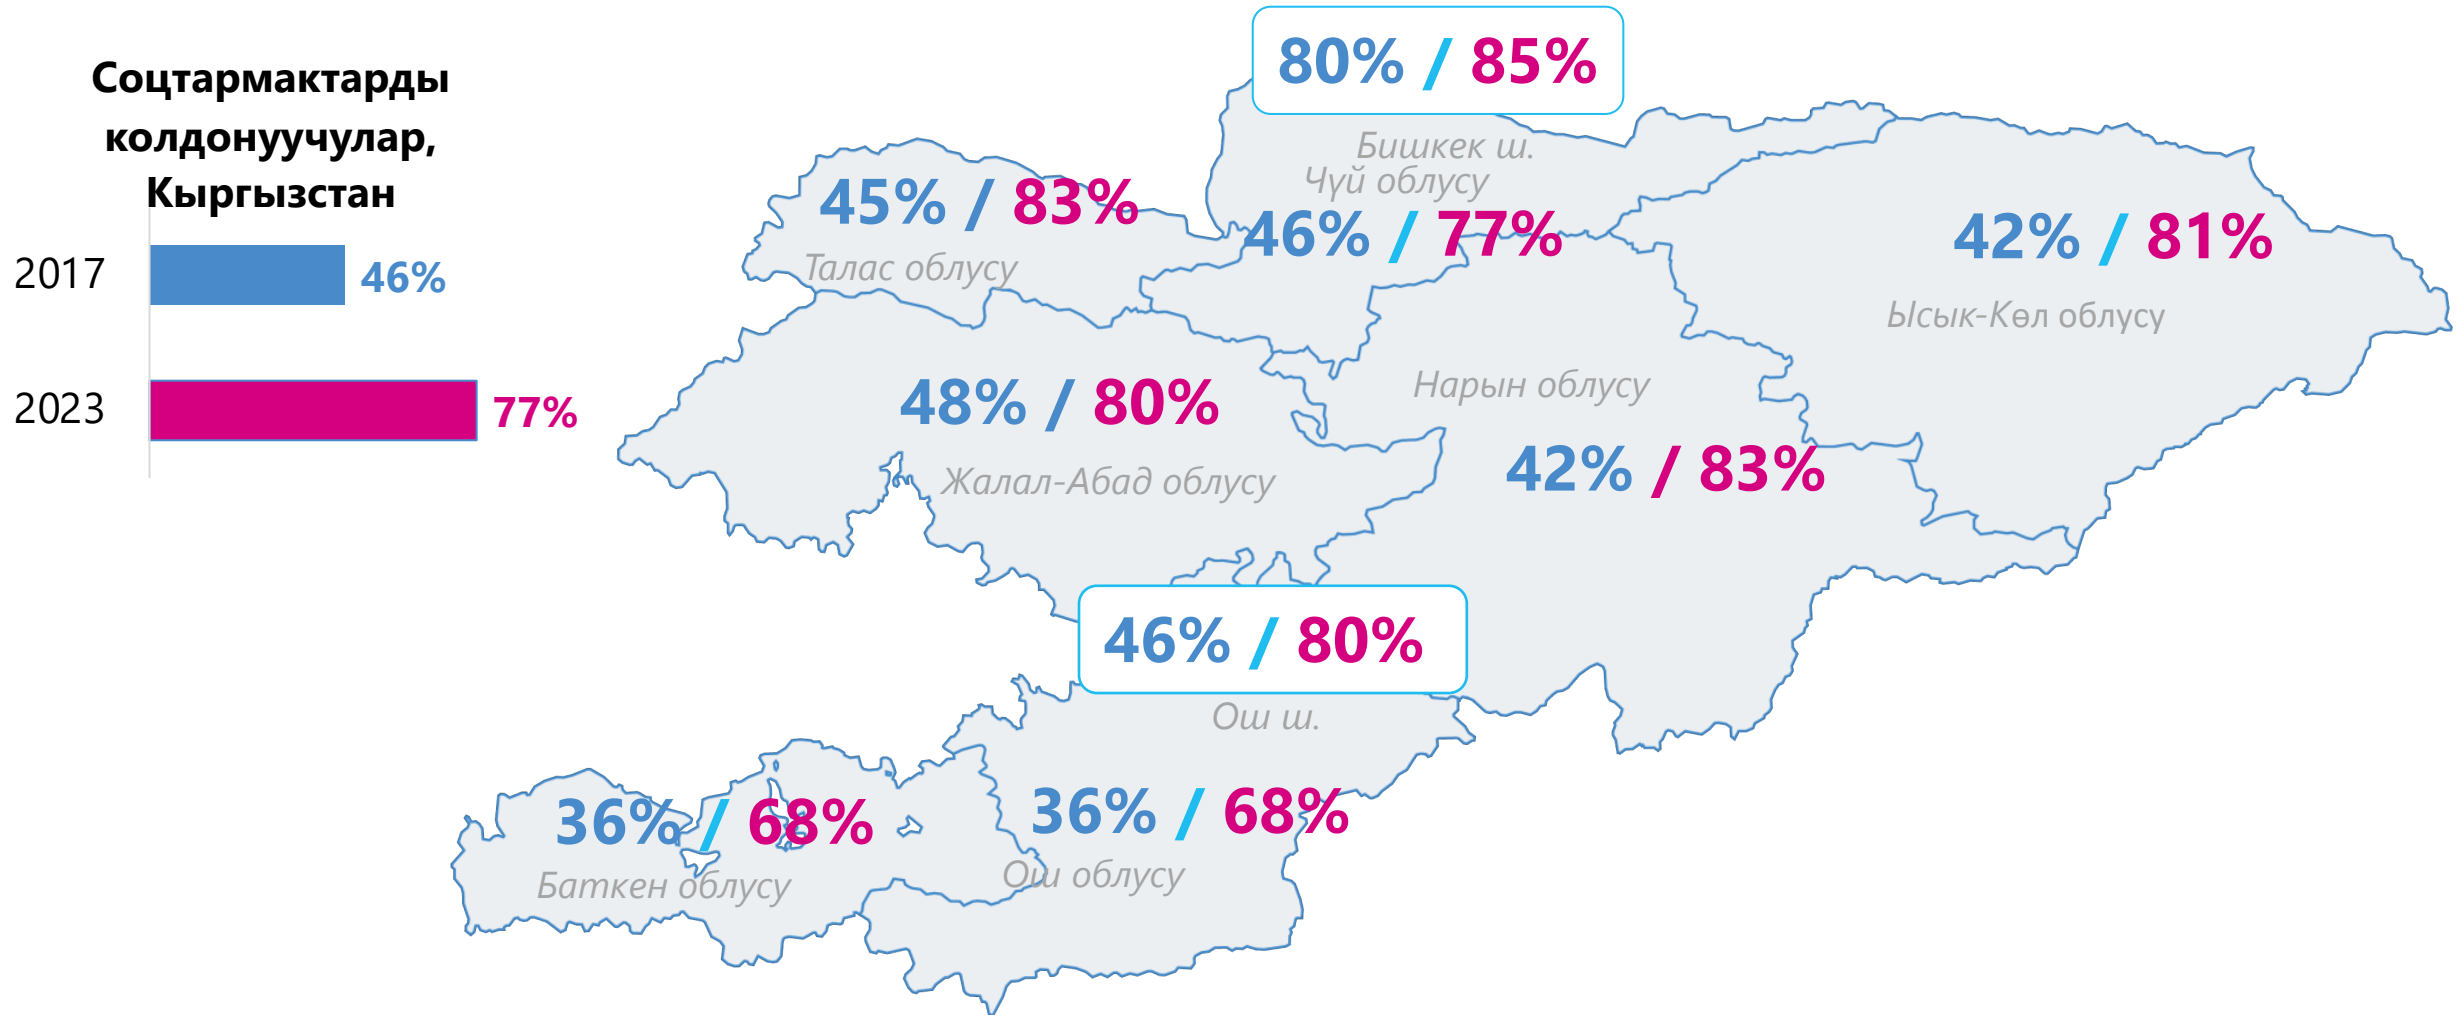 Соцтармактарды
колдонуучулар,
Кыргызстан
2017
46%
2023
77%
80% / 85%
Бишкек ш.
Чүй облусу
46% / 77%
45% / 83%
Талас облусу
42% / 81%
Ысык-Көл облусу
48% / 80%
Жалал-Абад облусу
Нарын облусу
42% / 83%
46% / 80%
Ош ш.
36% / 68%
Баткен облусу
36% / 68%
Ош облусу